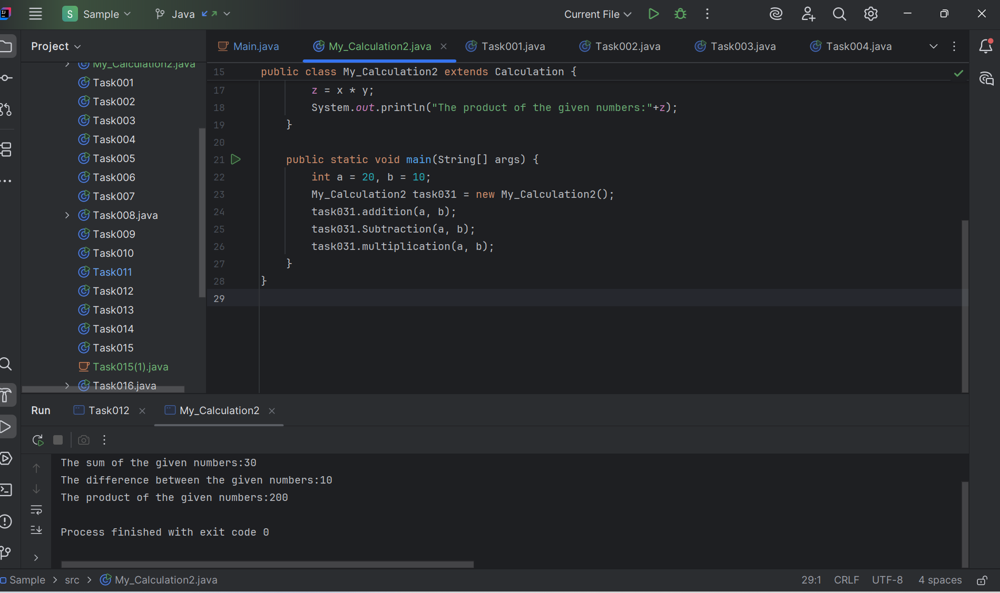 S Sample Java Current File
Project
Main.java My_Calculation2.java Task001.java Task002.java Task003.java Task004.java
My_Calculation2.java
Task001
Task002
Task003
Task004
Task005
Task006
Task007
Task008.java
Task009
Task010
Task011
Task012
Task013
Task014
Task015
Task015(1).java
Task016.java
15 public class My_Calculation2 extends Calculation {
17 z = x * y;
18 System.out.println("The product of the given numbers:"+z);
19 }
20
21 public static void main(String[] args) {
22 int a = 20, b = 10;
23 My_Calculation2 task031 = new My_Calculation2();
24 task031.addition(a, b);
25 task031.Subtraction(a, b);
26 task031.multiplication(a, b);
27 }
28 }
29
Run Task012 My_Calculation2
The sum of the given numbers:30
The difference between the given numbers:10
The product of the given numbers:200
Process finished with exit code 0
Sample > src > My_Calculation2.java 29:1 CRLF UTF-8 4 spaces